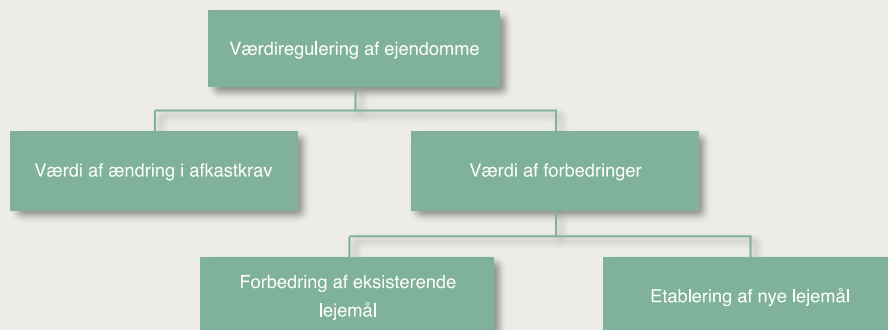 Værdiregulering af ejendomme
Værdi af ændring i afkastkrav
Værdi af forbedringer
Forbedring af eksisterende
lejemål
Etablering af nye lejemål